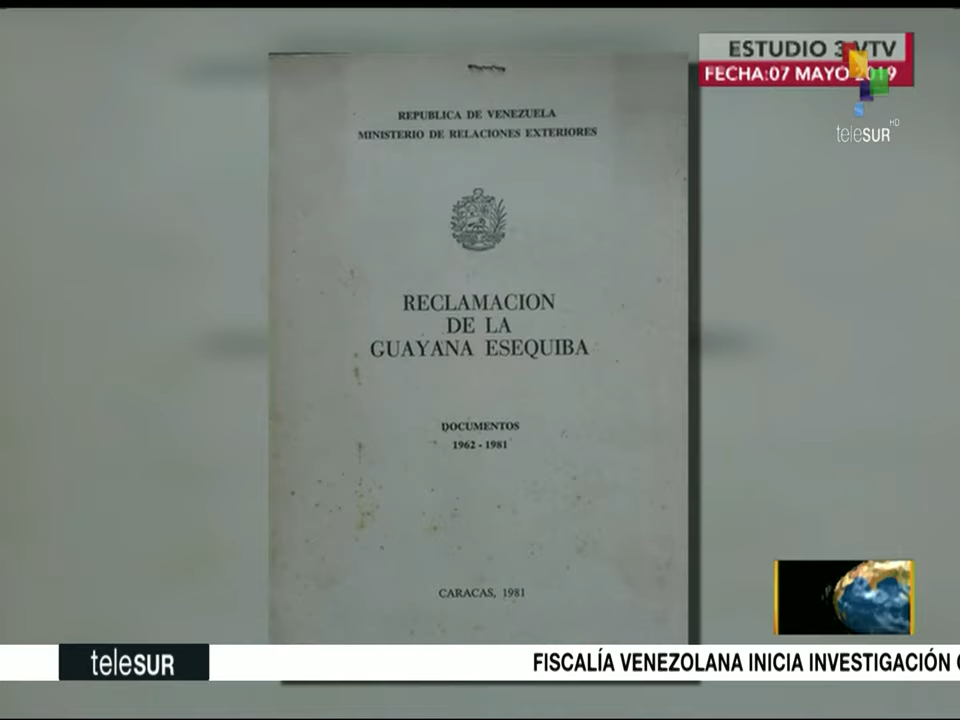 ESTUDIO 3 VTV
FECHA:07 MAYO 2019
teleSUR HD
REPUBLICA DE VENEZUELA
MINISTERIO DE RELACIONES EXTERIORES
RECLAMACION
DE LA
GUAYANA ESEQUIBA
DOCUMENTOS
1962 - 1981
CARACAS, 1981
teleSUR
FISCALÍA VENEZOLANA INICIA INVESTIGACIÓN